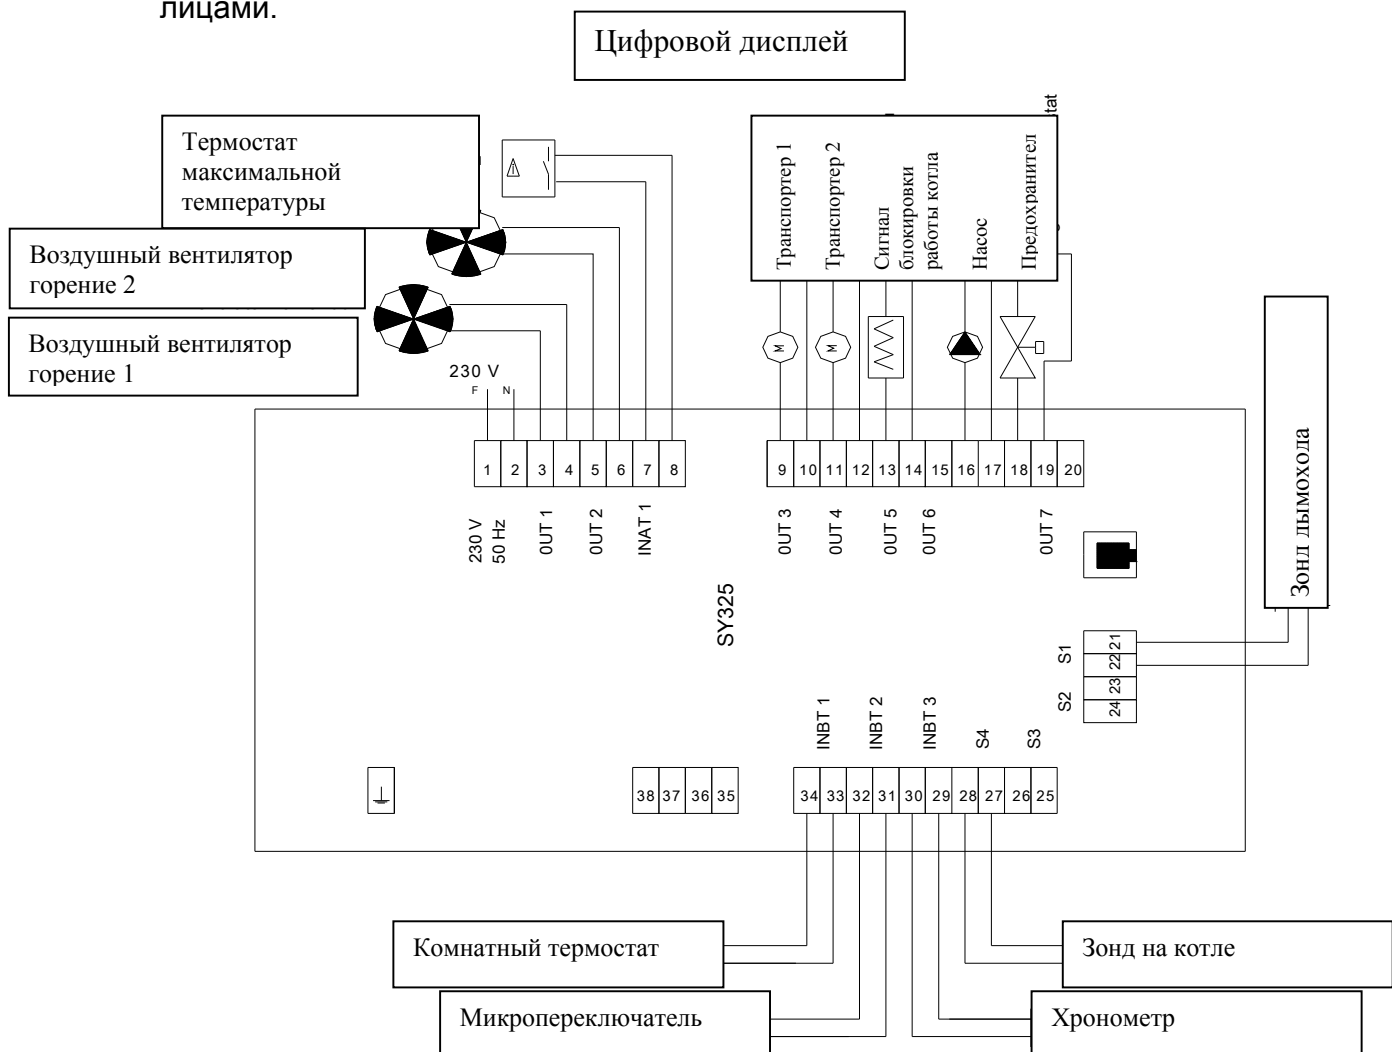 лицами.
Цифровой дисплей
Термостат
максимальной
температуры
Воздушный вентилятор
горение 2
Воздушный вентилятор
горение 1
Транспортер 1
Транспортер 2
Сигнал
блокировки
работы котла
Насос
Предохранител
tat
M
M
230 V
F N
1 2 3 4 5 6 7 8
9 10 11 12 13 14 15 16 17 18 19 20
230 V
50 Hz
0UT 1
0UT 2
INAT 1
0UT 3
0UT 4
0UT 5
0UT 6
0UT 7
SY325
Зонд дымохода
S1
S2
21
22
23
24
INBT 1
INBT 2
INBT 3
S4
S3
38 37 36 35
34 33 32 31 30 29 28 27 26 25
Комнатный термостат
Зонд на котле
Микропереключатель
Хронометр